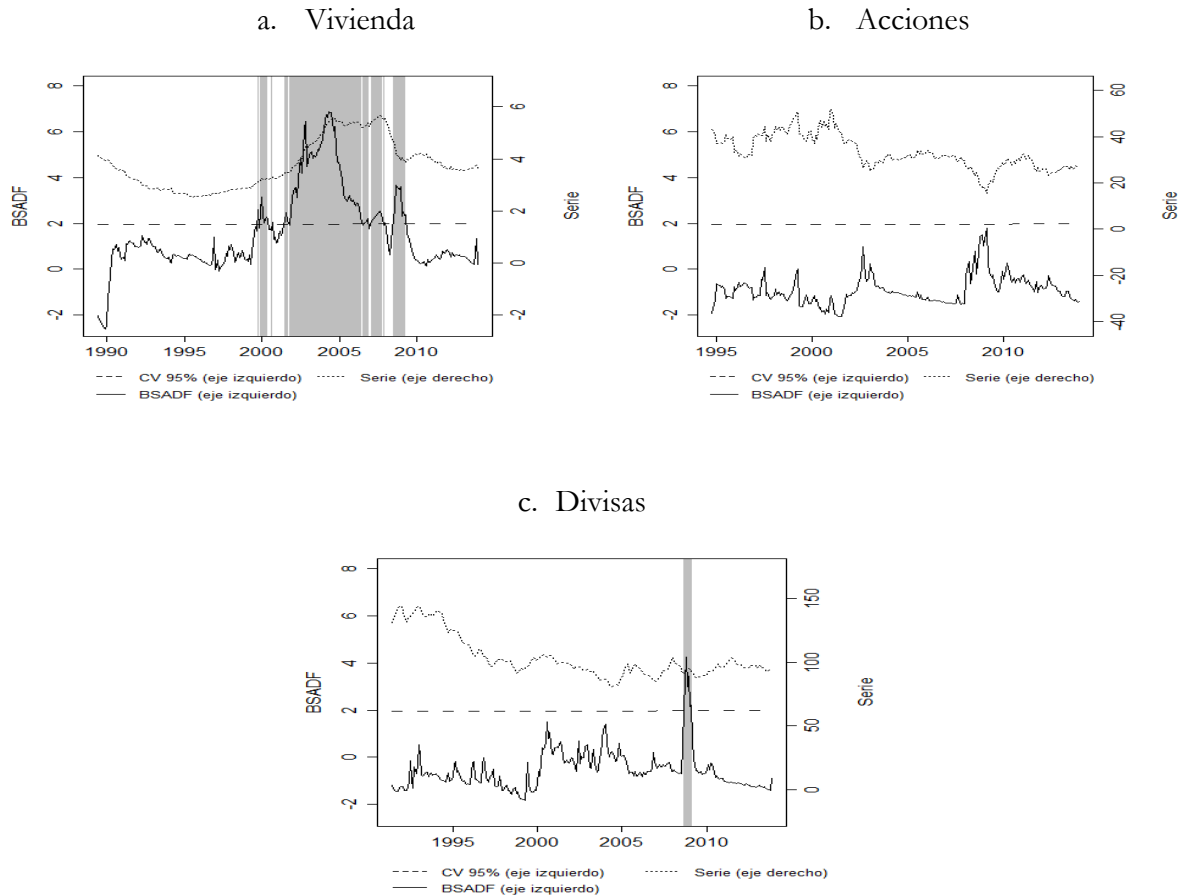 a. Vivienda
8
6
4
2
0
-2
BSADF
6
4
2
0
-2
Serie
1990 1995 2000 2005 2010
CV 95% (eje izquierdo) Serie (eje derecho)
BSADF (eje izquierdo)
b. Acciones
8
6
4
2
0
-2
BSADF
60
40
20
0
-20
-40
Serie
1995 2000 2005 2010
CV 95% (eje izquierdo) Serie (eje derecho)
BSADF (eje izquierdo)
c. Divisas
8
6
4
2
0
-2
BSADF
150
100
50
0
Serie
1995 2000 2005 2010
CV 95% (eje izquierdo) Serie (eje derecho)
BSADF (eje izquierdo)